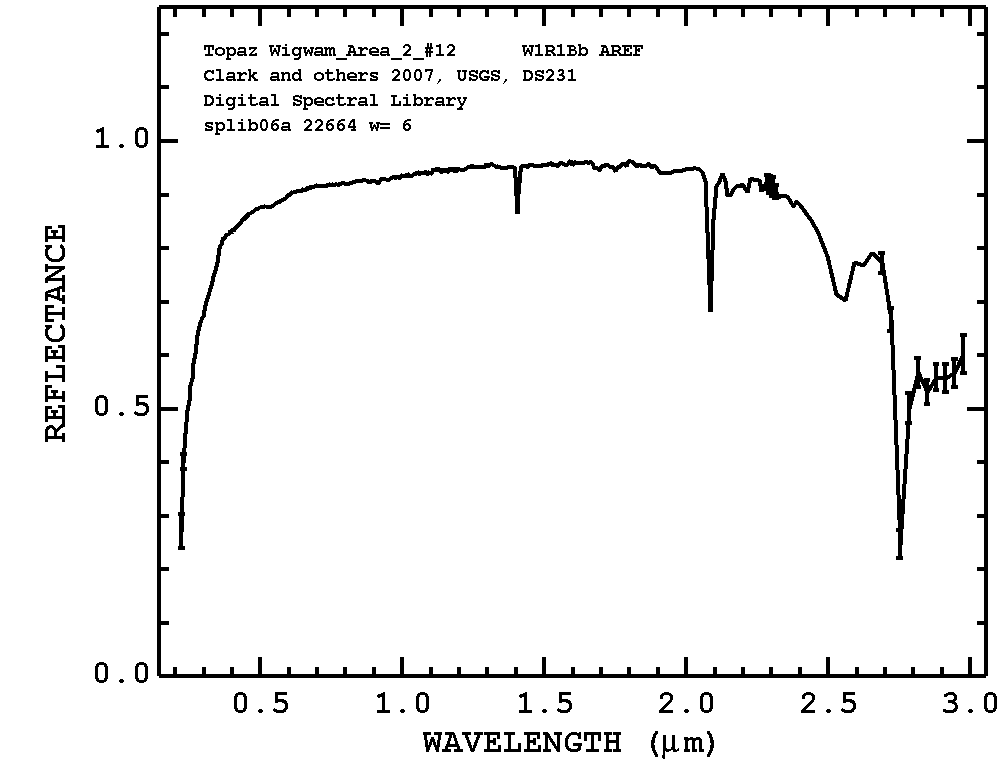 Topaz Wigwam_Area_2_#12 W1R1Bb AREF
Clark and others 2007, USGS, DS231
Digital Spectral Library
splib06a 22664 w= 6
1.0
0.5
0.0
REFLECTANCE
0.5 1.0 1.5 2.0 2.5 3.0
WAVELENGTH (μm)